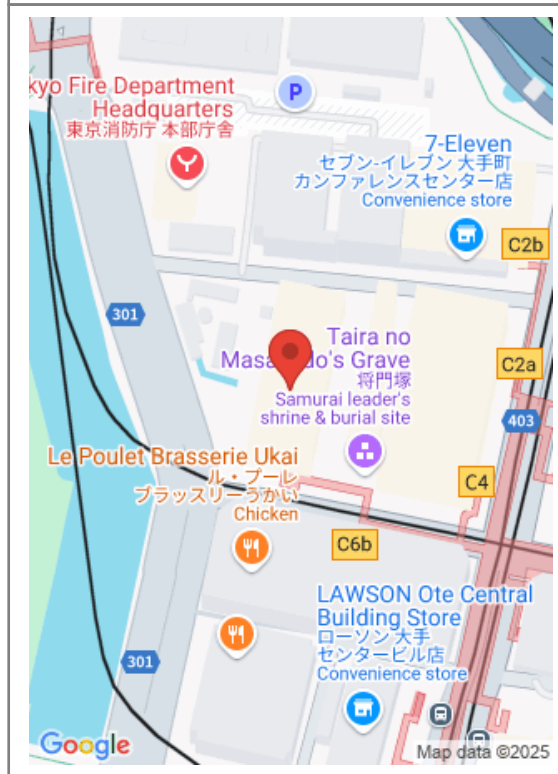 kyo Fire Department
Headquarters
東京消防庁 本部庁舎
P
7-Eleven
セブン-イレブン 大手町
カンファレンスセンター店
Convenience store
C2b
301
Taira no
Masa do's Grave
将門塚
Samurai leader's
shrine & burial site
C2a
403
Le Poulet Brasserie Ukai
ル・プーレ
ブラッスリーうかい
Chicken
C4
C6b
LAWSON Ote Central
Building Store
ローソン 大手
センタービル店
Convenience store
301
Google
Map data ©2025